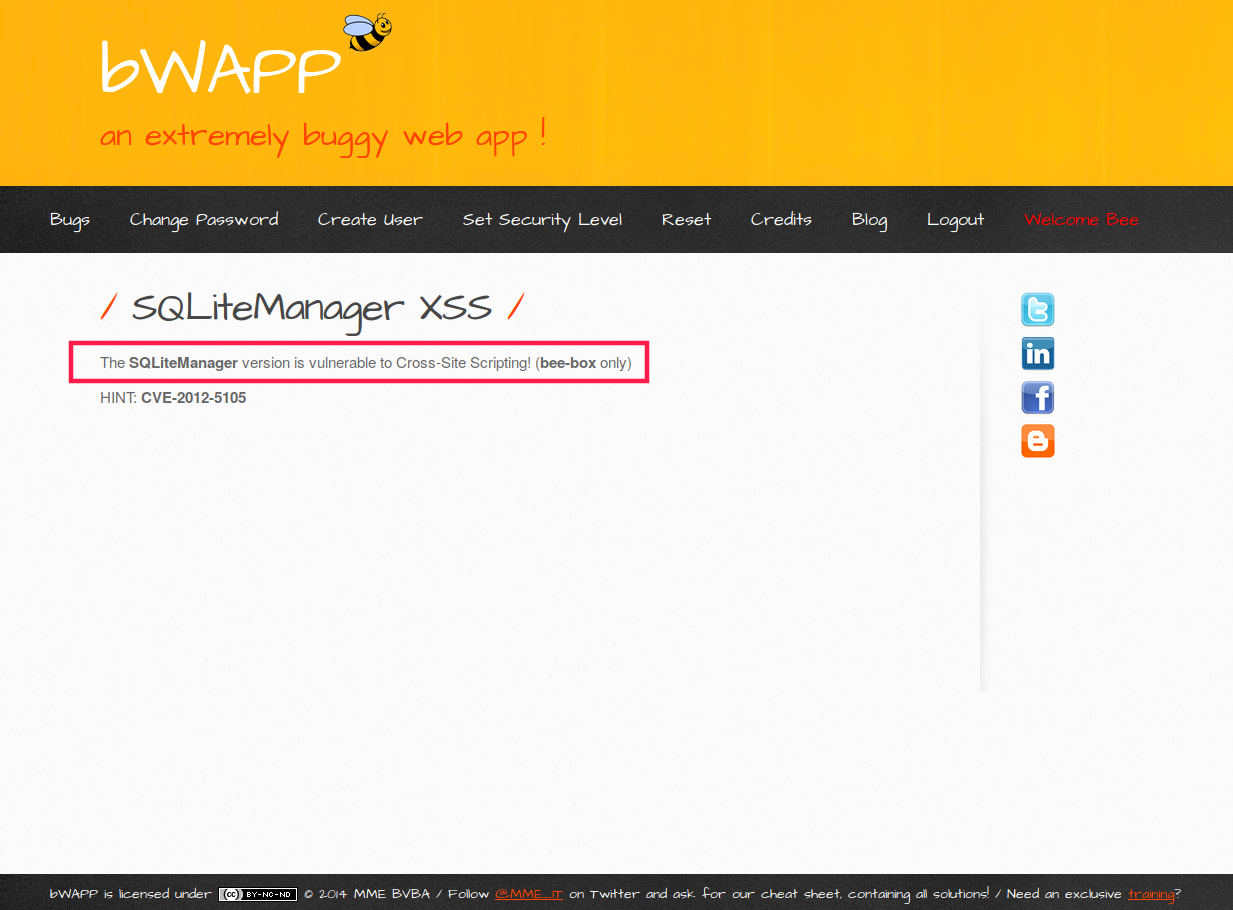 bWAPP
an extremely buggy web app !
Bugs Change Password Create User Set Security Level Reset Credits Blog Logout Welcome Bee
/ SQLiteManager XSS /
The SQLiteManager version is vulnerable to Cross-Site Scripting! (bee-box only)
HINT: CVE-2012-5105
bWAPP is licensed under (cc) BY-NC-ND © 2014 MME BVBA / Follow @MME_IT on Twitter and ask for our cheat sheet, containing all solutions! / Need an exclusive training?